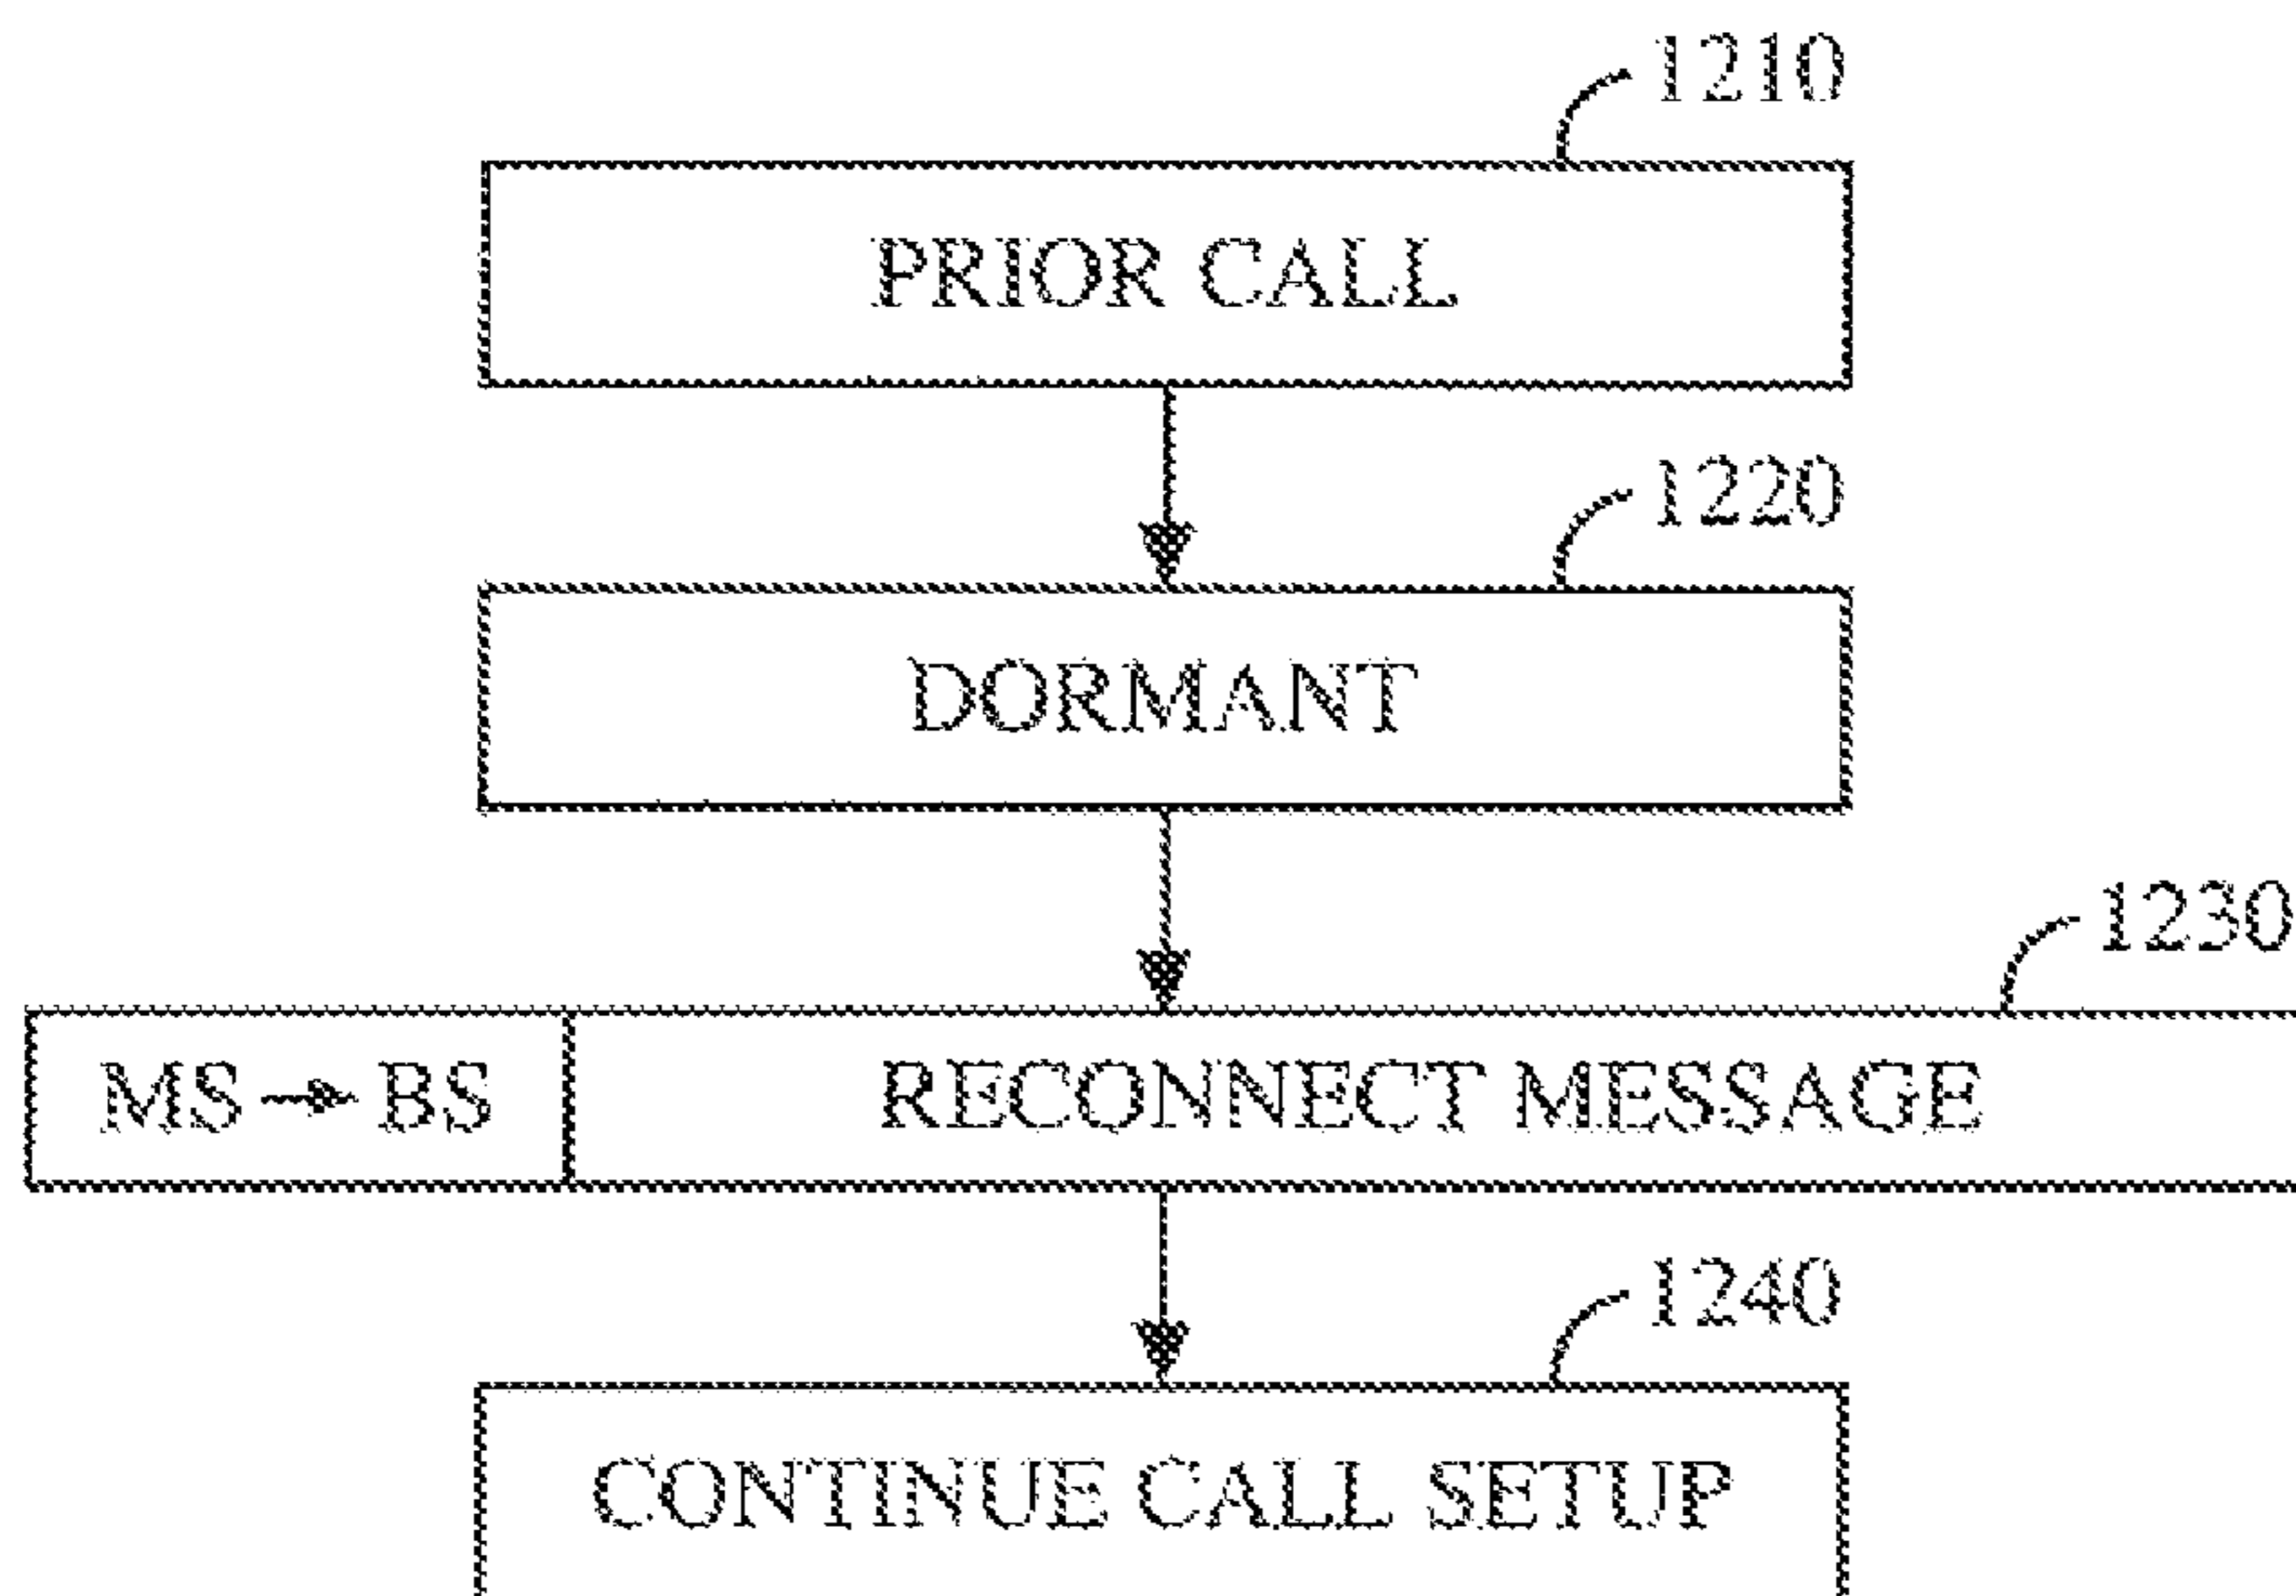 1210
PRIOR CALL
1220
DORMANT
1230
MS → BS
RECONNECT MESSAGE
1240
CONTINUE CALL SETUP